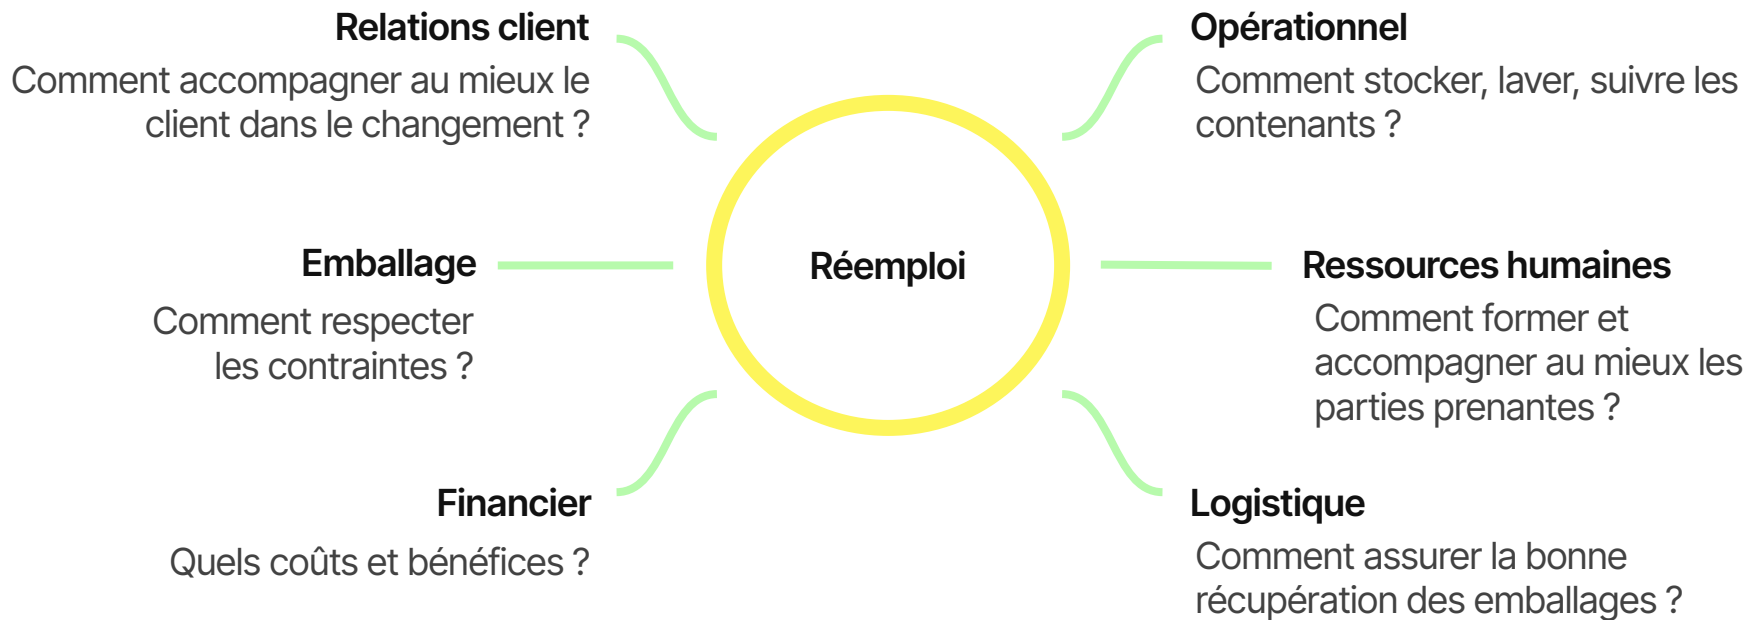 Relations client
Comment accompagner au mieux le
client dans le changement ?
Emballage
Comment respecter
les contraintes ?
Financier
Quels coûts et bénéfices ?
Réemploi
Opérationnel
Comment stocker, laver, suivre les
contenants ?
Ressources humaines
Comment former et
accompagner au mieux les
parties prenantes ?
Logistique
Comment assurer la bonne
récupération des emballages ?